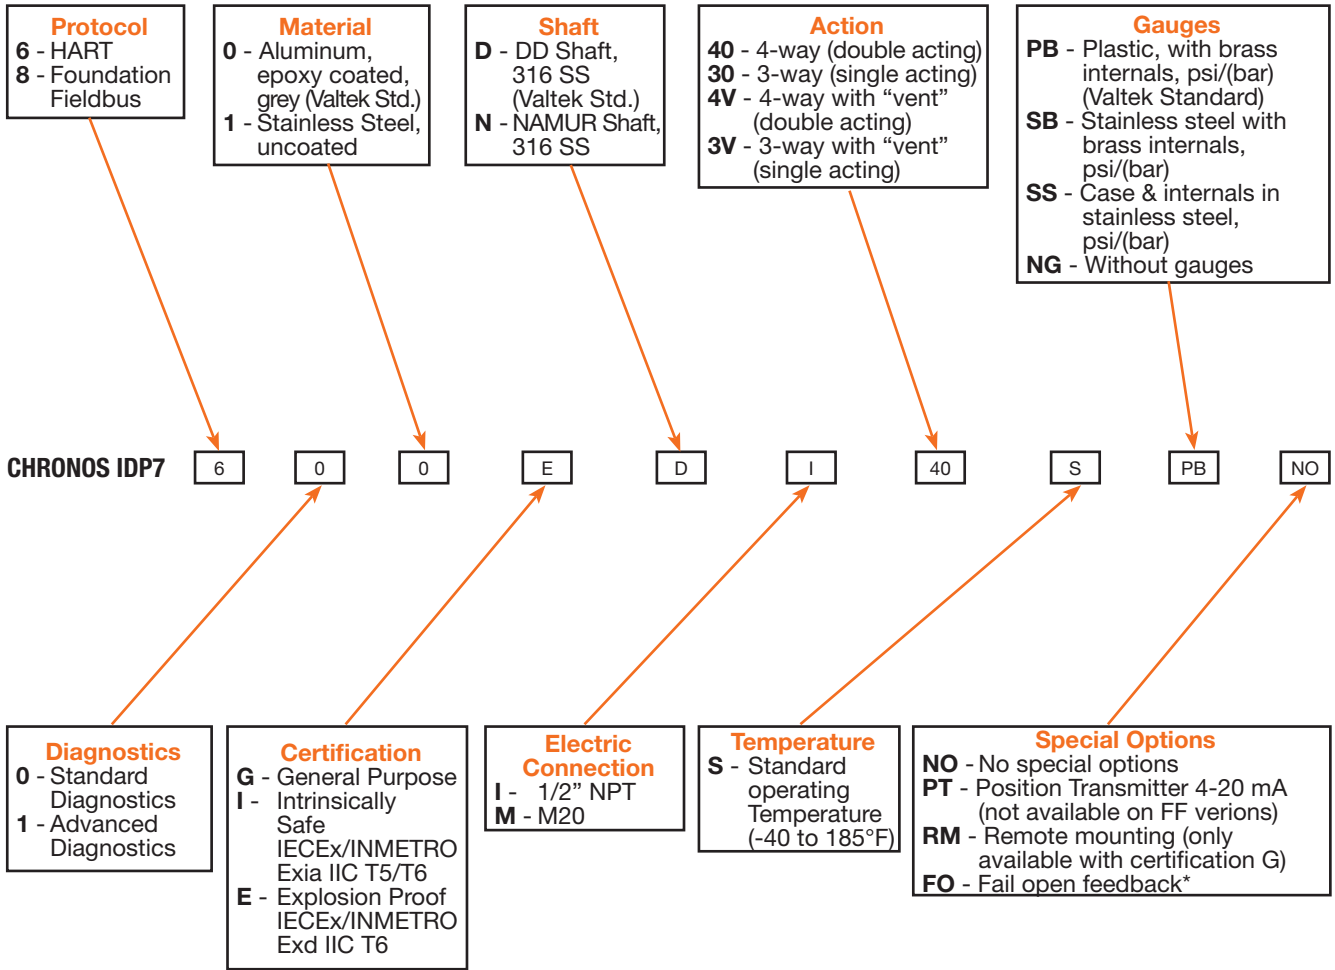 Protocol
6 - HART
8 - Foundation
Fieldbus
Material
0 - Aluminum,
epoxy coated,
grey (Valtek Std.)
1 - Stainless Steel,
uncoated
Shaft
D - DD Shaft,
316 SS
(Valtek Std.)
N - NAMUR Shaft,
316 SS
Action
40 - 4-way (double acting)
30 - 3-way (single acting)
4V - 4-way with “vent”
(double acting)
3V - 3-way with “vent”
(single acting)
Gauges
PB - Plastic, with brass
internals, psi/(bar)
(Valtek Standard)
SB - Stainless steel with
brass internals,
psi/(bar)
SS - Case & internals in
stainless steel,
psi/(bar)
NG - Without gauges
CHRONOS IDP7 6 0 0 E D I 40 S PB NO
Diagnostics
0 - Standard
Diagnostics
1 - Advanced
Diagnostics
Certification
G - General Purpose
I - Intrinsically
Safe
IECEx/INMETRO
Exia IIC T5/T6
E - Explosion Proof
IECEx/INMETRO
Exd IIC T6
Electric
Connection
I - 1/2” NPT
M - M20
Temperature
S - Standard
operating
Temperature
(-40 to 185°F)
Special Options
NO - No special options
PT - Position Transmitter 4-20 mA
(not available on FF verions)
RM - Remote mounting (only
available with certification G)
FO - Fail open feedback*